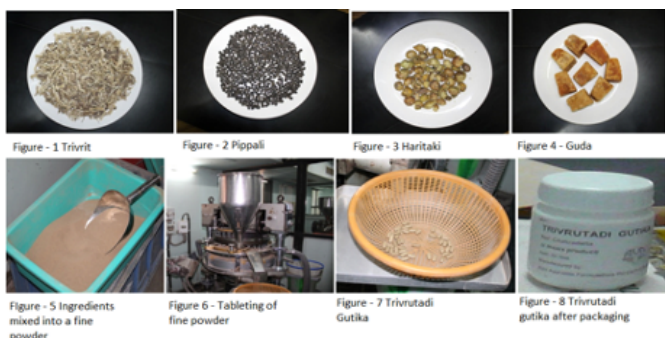 Figure - 1 Trivrit
Figure - 2 Pippali
Figure - 3 Haritaki
Figure 4 - Guda
Figure - 5 Ingredients
mixed into a fine
powder
Figure 6 - Tableting of
fine powder
Figure - 7 Trivrutadi
Gutika
Figure - 8 Trivrutadi
gutika after packaging
TRIVRUTADI GUTIKA